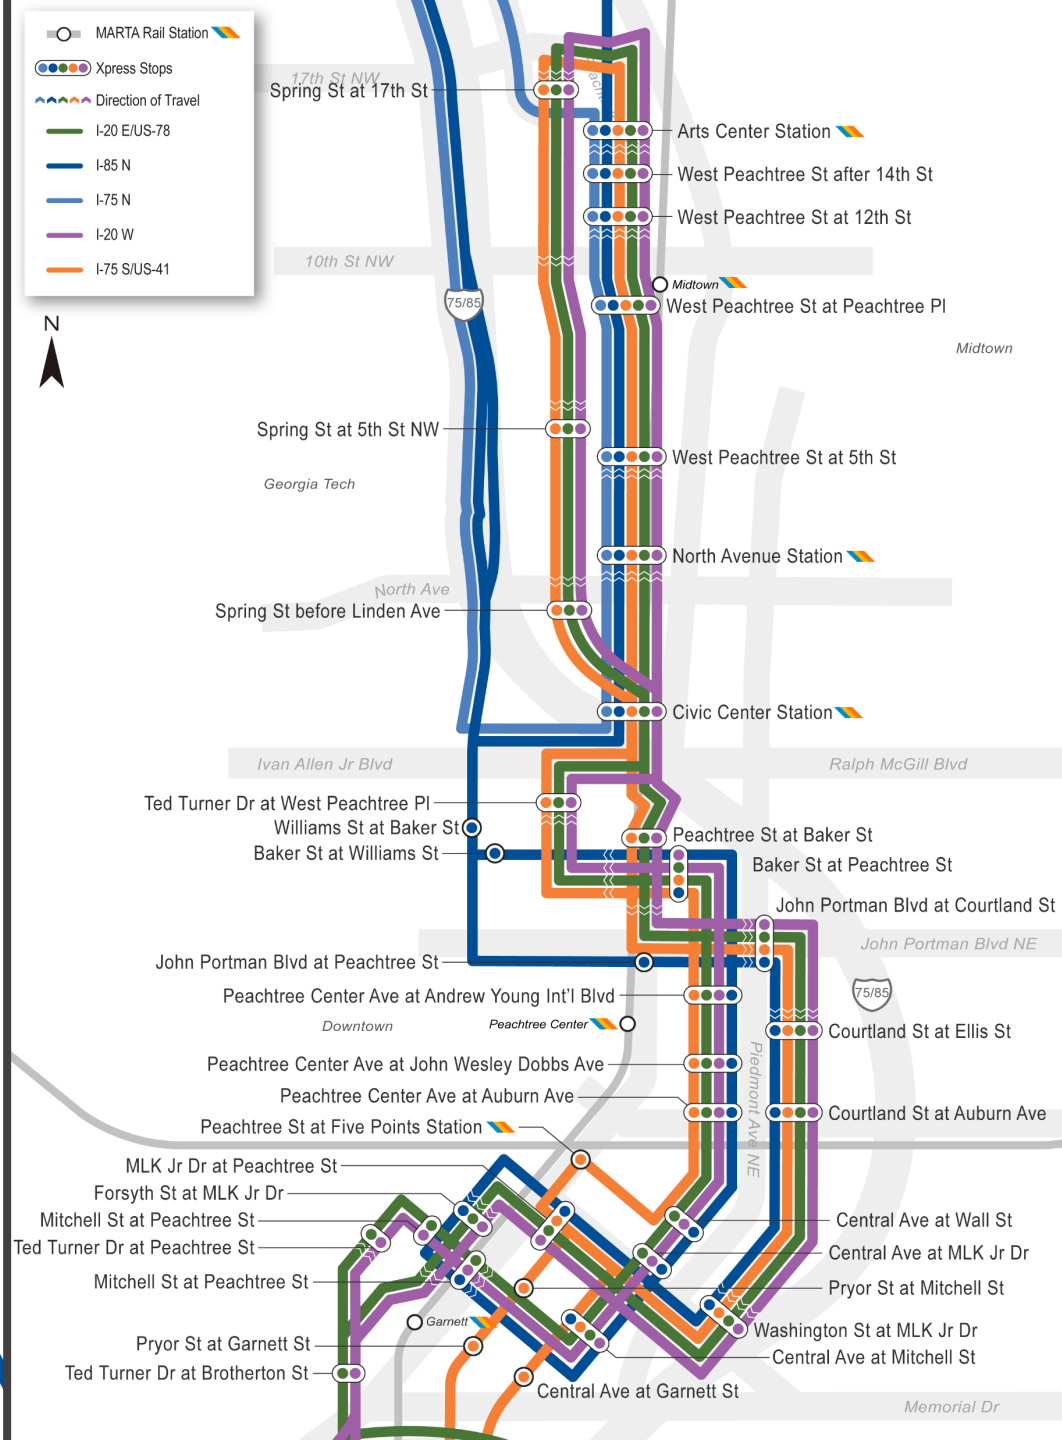 MARTA Rail Station
Xpress Stops
Direction of Travel
I-20 E/US-78
I-85 N
I-75 N
I-20 W
I-75 S/US-41
N
17th St NW
Spring St at 17th St
Arts Center Station
West Peachtree St after 14th St
West Peachtree St at 12th St
10th St NW
Midtown
75/85
West Peachtree St at Peachtree Pl
Midtown
Spring St at 5th St NW
West Peachtree St at 5th St
Georgia Tech
North Avenue Station
North Ave
Spring St before Linden Ave
Civic Center Station
Ivan Allen Jr Blvd
Ralph McGill Blvd
Ted Turner Dr at West Peachtree Pl
Williams St at Baker St
Peachtree St at Baker St
Baker St at Williams St
Baker St at Peachtree St
John Portman Blvd at Courtland St
John Portman Blvd NE
John Portman Blvd at Peachtree St
Peachtree Center Ave at Andrew Young Int'l Blvd
75/85
Downtown
Peachtree Center
Courtland St at Ellis St
Peachtree Center Ave at John Wesley Dobbs Ave
Piedmont Ave NE
Peachtree Center Ave at Auburn Ave
Courtland St at Auburn Ave
Peachtree St at Five Points Station
MLK Jr Dr at Peachtree St
Forsyth St at MLK Jr Dr
Mitchell St at Peachtree St
Central Ave at Wall St
Ted Turner Dr at Peachtree St
Central Ave at MLK Jr Dr
Mitchell St at Peachtree St
Pryor St at Mitchell St
Garnett
Washington St at MLK Jr Dr
Pryor St at Garnett St
Central Ave at Mitchell St
Ted Turner Dr at Brotherton St
Central Ave at Garnett St
Memorial Dr